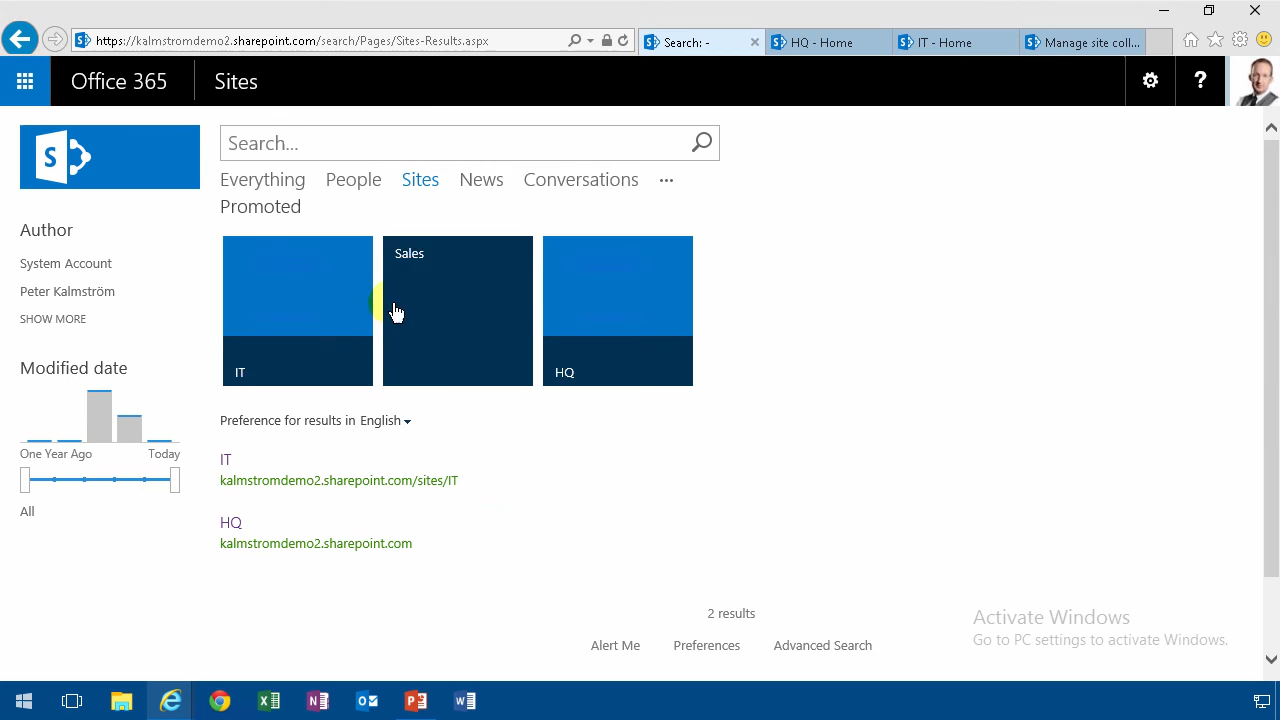 https://kalmstromdemo2.sharepoint.com/search/Pages/Sites-Results.aspx
Search:
HQ - Home
IT - Home
Manage site coll...
Office 365
Sites
?
S
Search...
Everything
People
Sites
News
Conversations
...
Promoted
Author
System Account
Peter Kalmström
SHOW MORE
Sales
IT
HQ
Modified date
One Year Ago
Today
All
Preference for results in English
IT
kalmstromdemo2.sharepoint.com/sites/IT
HQ
kalmstromdemo2.sharepoint.com
2 results
Alert Me
Preferences
Advanced Search
Activate Windows
Go to PC settings to activate Windows.